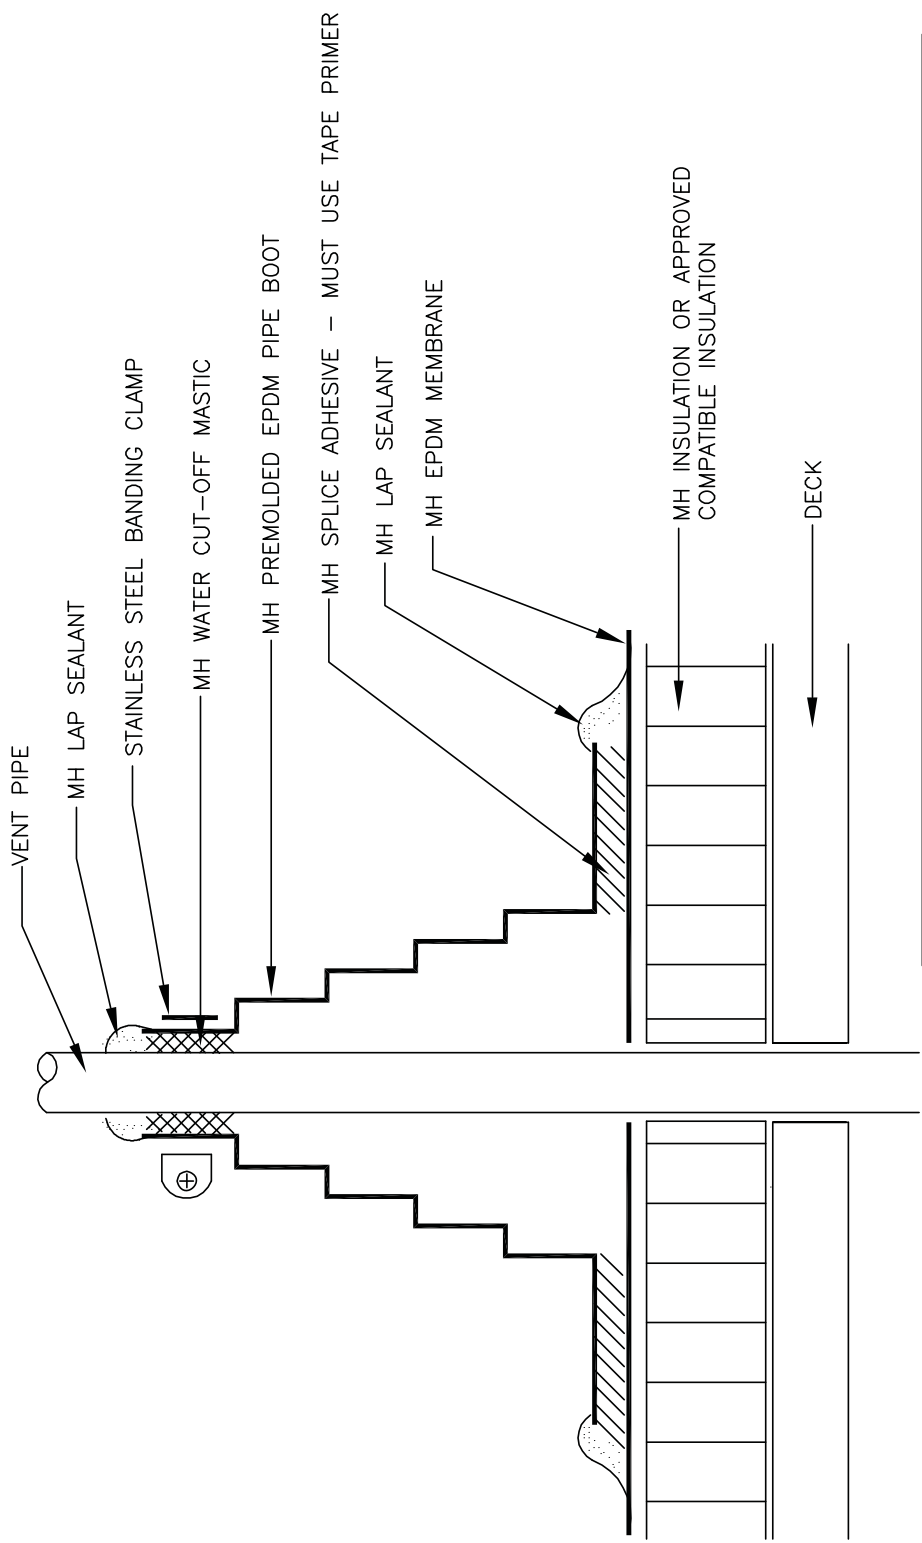 VENT PIPE
MH LAP SEALANT
STAINLESS STEEL BANDING CLAMP
MH WATER CUT-OFF MASTIC
MH PREMOLDED EPDM PIPE BOOT
MH SPLICE ADHESIVE - MUST USE TAPE PRIMER
MH LAP SEALANT
MH EPDM MEMBRANE
MH INSULATION OR APPROVED
COMPATIBLE INSULATION
DECK